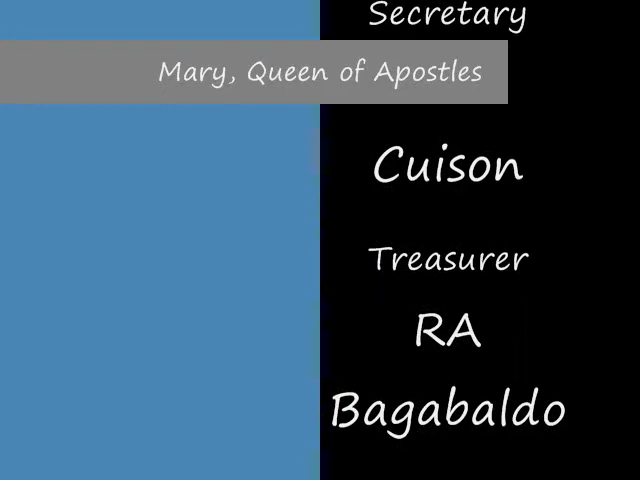 Secretary
Mary, Queen of Apostles
Cuison
Treasurer
RA
Bagabaldo